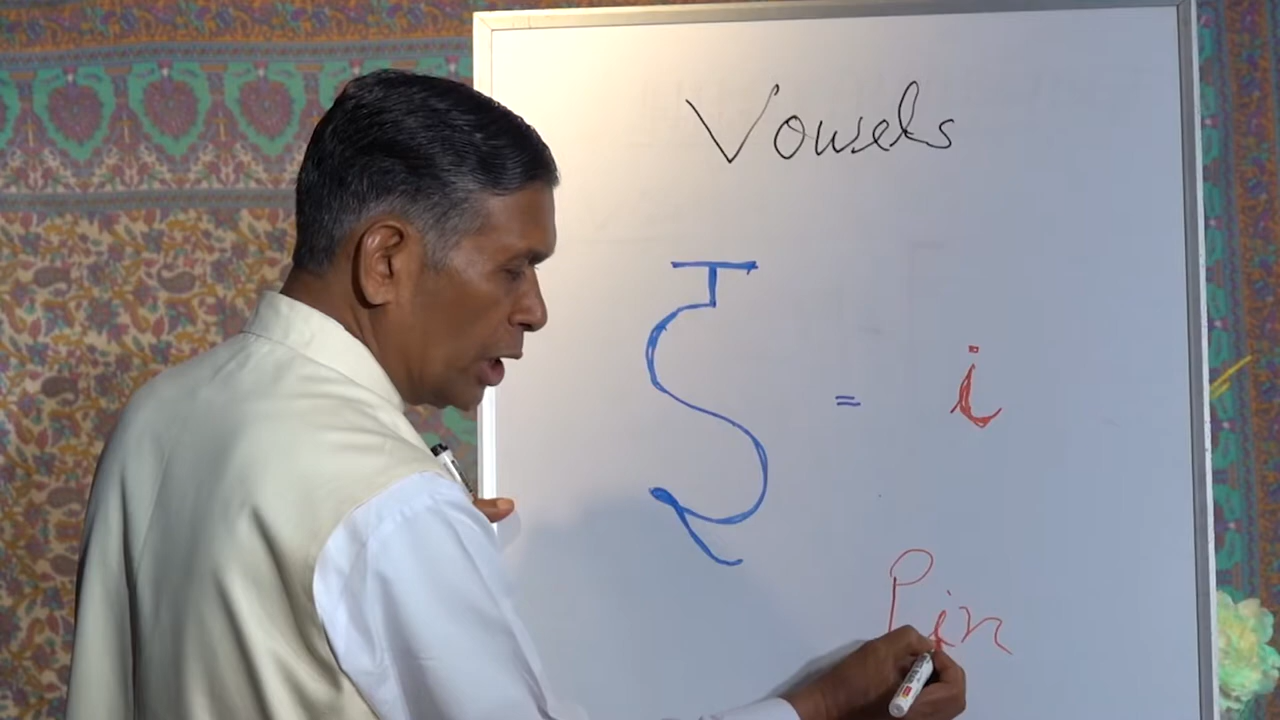 Vowels
इ = i
Pin